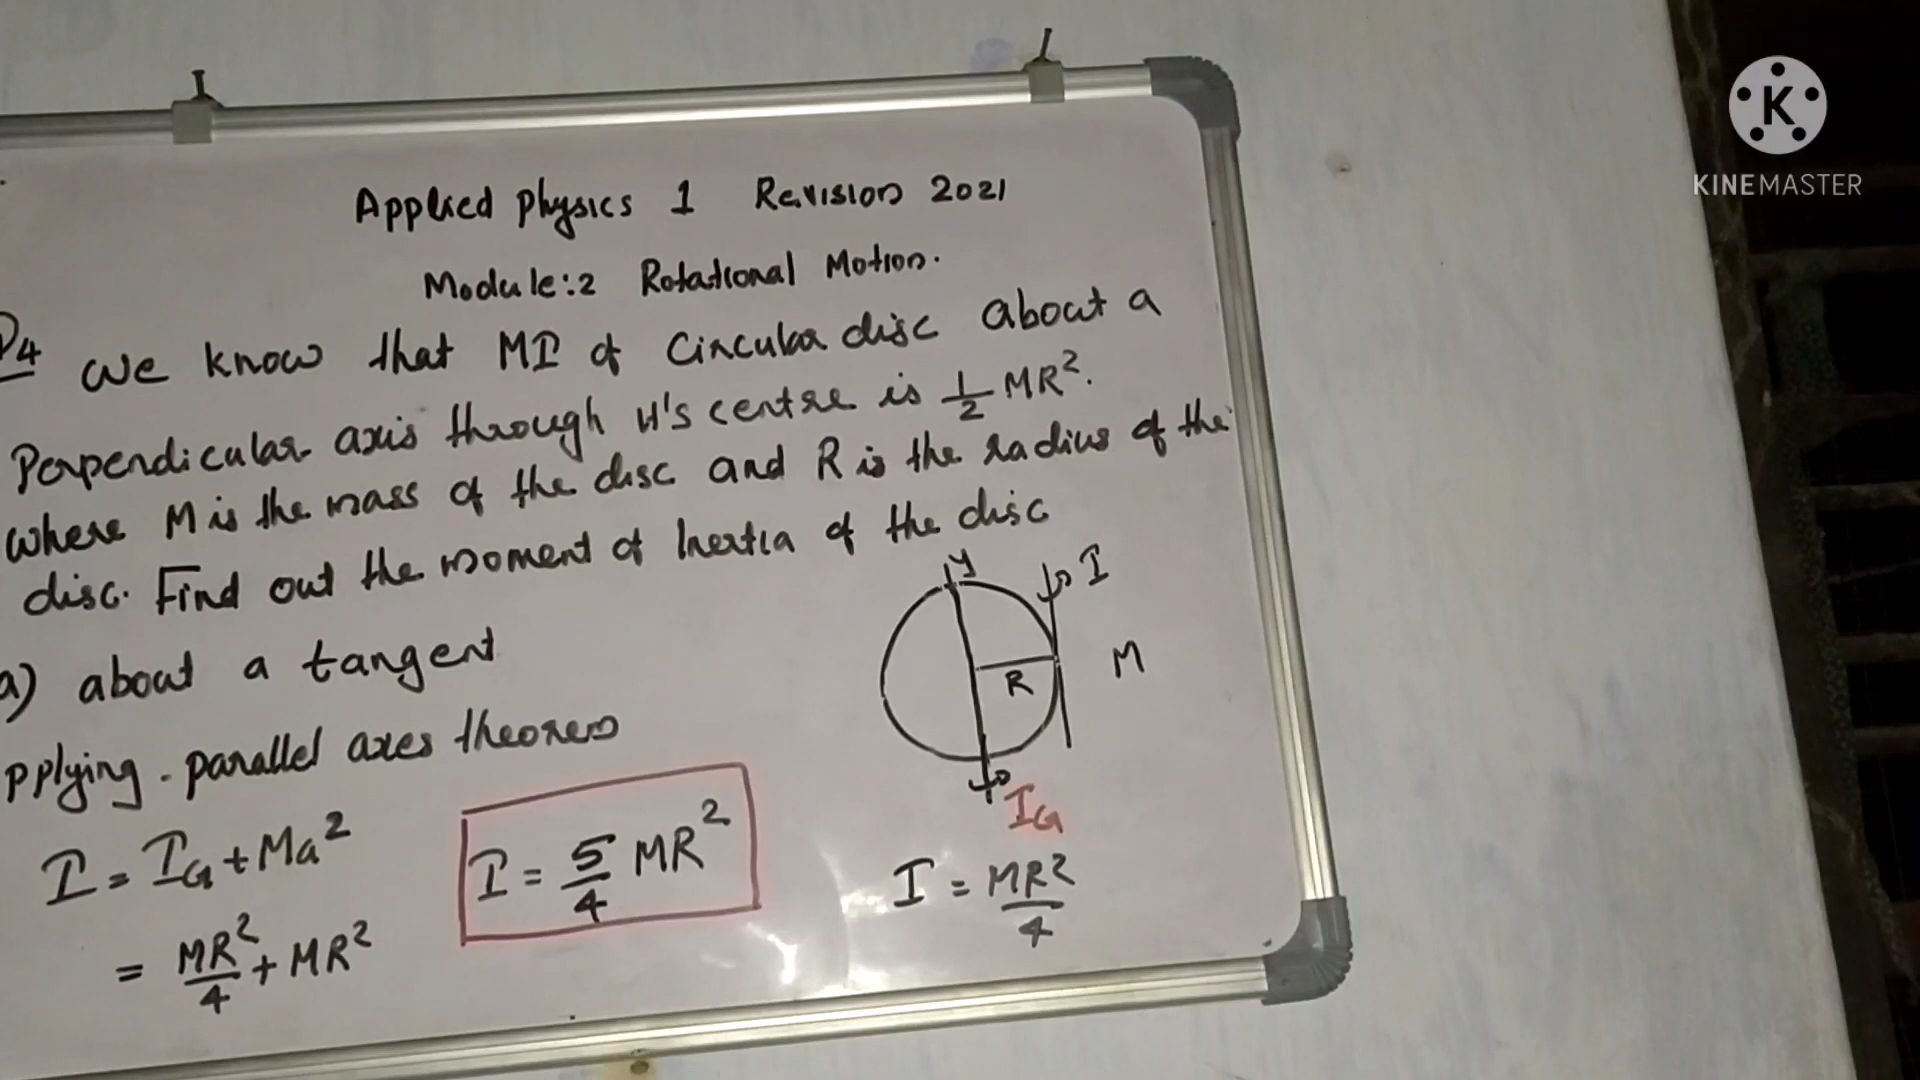 Applied Physics 1 Revision 2021
Module:2 Rotational Motion.
We know that MI of Circular disc about a
Perpendicular axis through it's centre is 1/2 MR².
where M is the mass of the disc and R is the radius of the
disc. Find out the moment of Inertia of the disc
a) about a tangent
pplying parallel axes theorem
I = IG + Ma²
= MR²/4 + MR²
I = 5/4 MR²
Y
I
R
M
IG
I = MR²/4
K
KINEMASTER